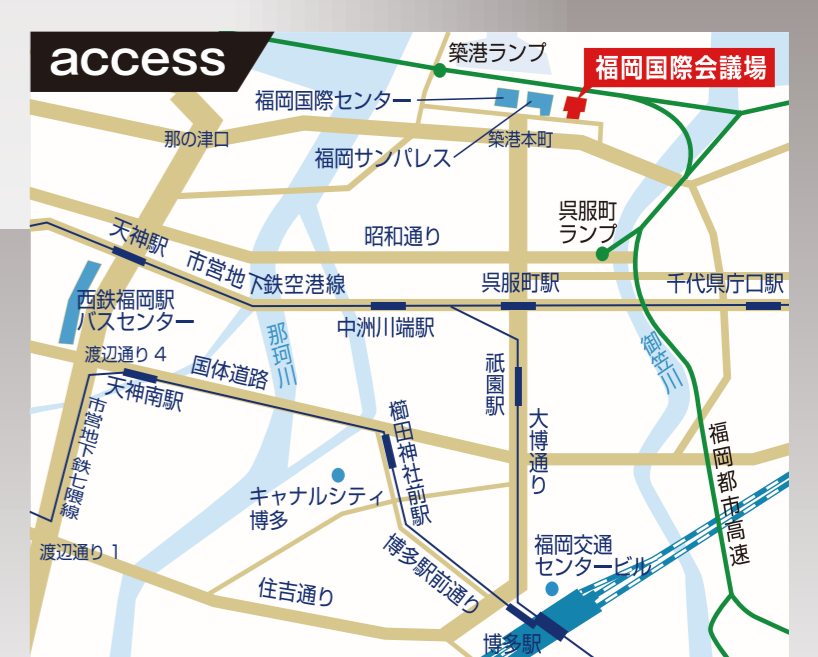 access
築港ランプ
福岡国際会議場
福岡国際センター
那の津口
築港本町
福岡サンパレス
呉服町
ランプ
天神駅
昭和通り
市営地下鉄空港線
呉服町駅
千代県庁口駅
西鉄福岡駅
バスセンター
中洲川端駅
那珂川
御笠川
渡辺通り4
国体道路
天神南駅
祇園駅
市営地下鉄七隈線
櫛田神社前駅
大博通り
福岡都市高速
キャナルシティ
博多
渡辺通り1
博多駅前通り
福岡交通
センタービル
住吉通り
博多駅